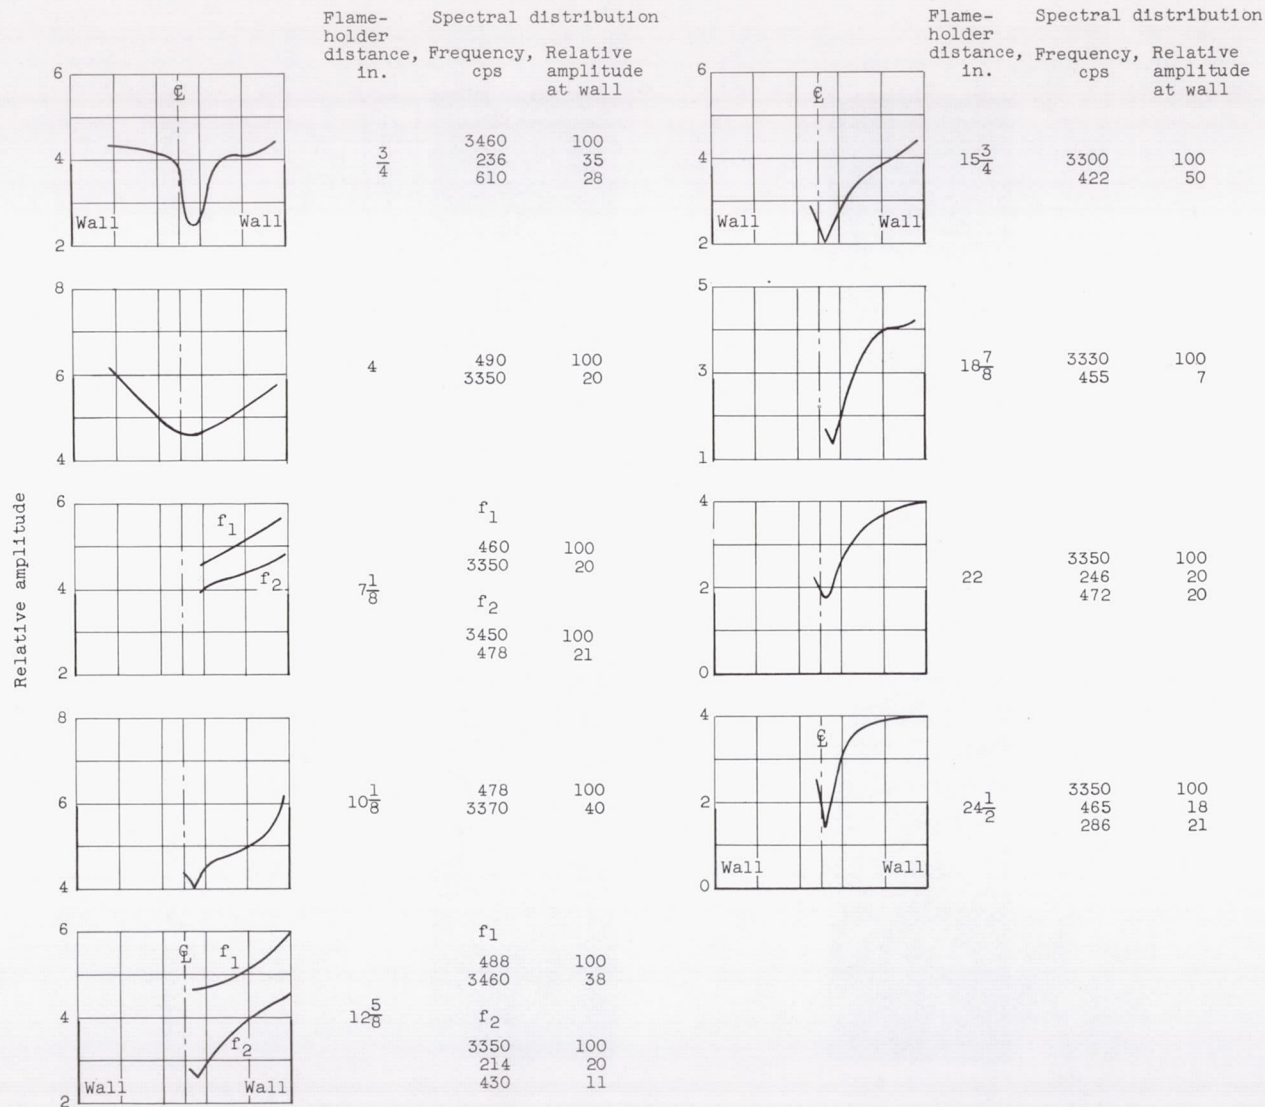 Flame-
holder
distance,
in.
Spectral distribution
Frequency,
cps
Relative
amplitude
at wall
Relative amplitude
6
4
2
℄
Wall
Wall
3/4
3460 100
236 35
610 28
8
6
4
4
490 100
3350 20
6
4
2
f1
f2
7 1/8
f1
460 100
3350 20
f2
3450 100
478 21
8
6
4
10 1/8
478 100
3370 40
6
4
2
℄
f1
f2
Wall
Wall
12 5/8
f1
488 100
3460 38
f2
3350 100
214 20
430 11
Flame-
holder
distance,
in.
Spectral distribution
Frequency,
cps
Relative
amplitude
at wall
6
4
2
℄
Wall
Wall
15 3/4
3300 100
422 50
5
3
1
18 7/8
3330 100
455 7
4
2
0
22
3350 100
246 20
472 20
4
2
0
℄
Wall
Wall
24 1/2
3350 100
465 18
286 21